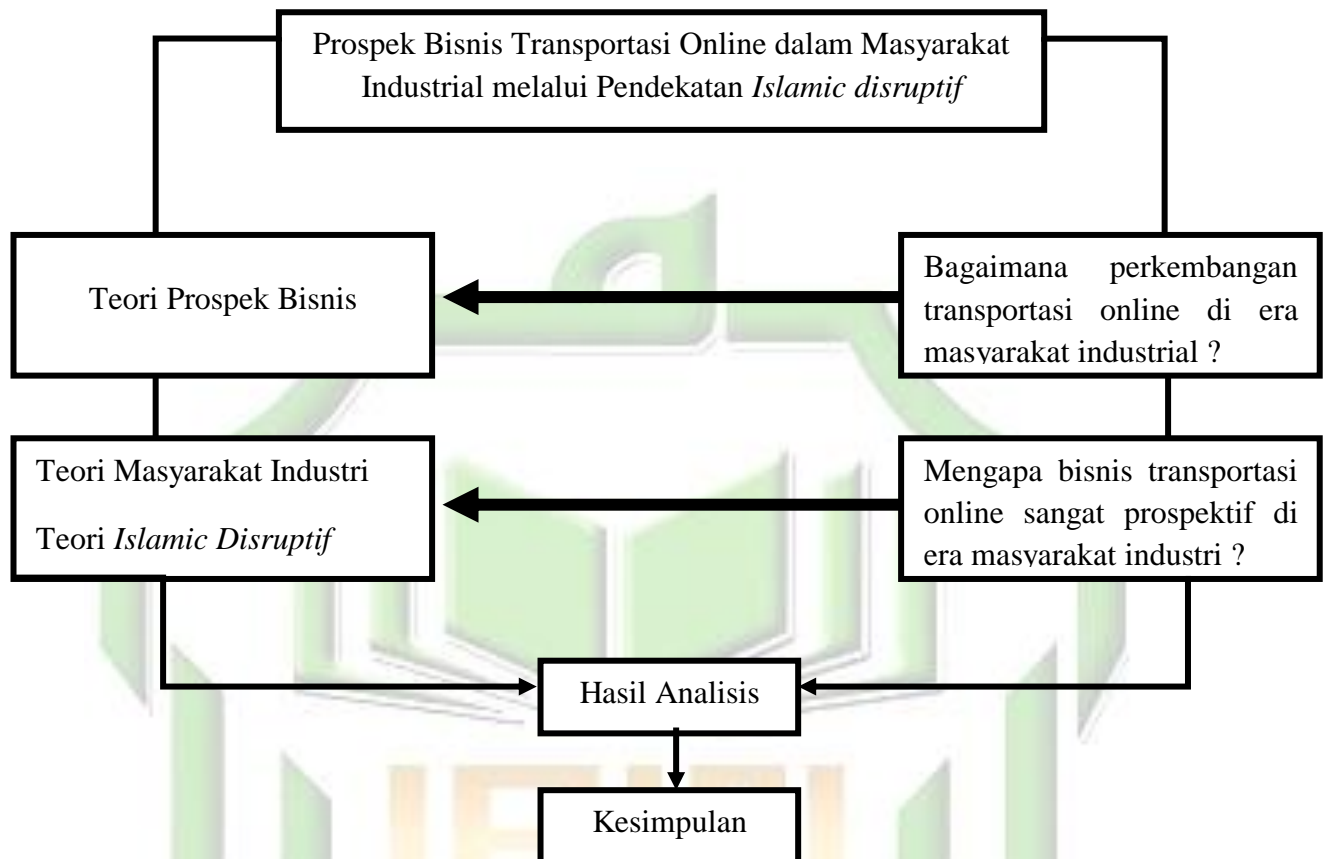 Prospek Bisnis Transportasi Online dalam Masyarakat
Industrial melalui Pendekatan Islamic disruptif
Teori Prospek Bisnis
Bagaimana perkembangan
transportasi online di era
masyarakat industrial ?
Teori Masyarakat Industri
Teori Islamic Disruptif
Mengapa bisnis transportasi
online sangat prospektif di
era masyarakat industri ?
Hasil Analisis
Kesimpulan